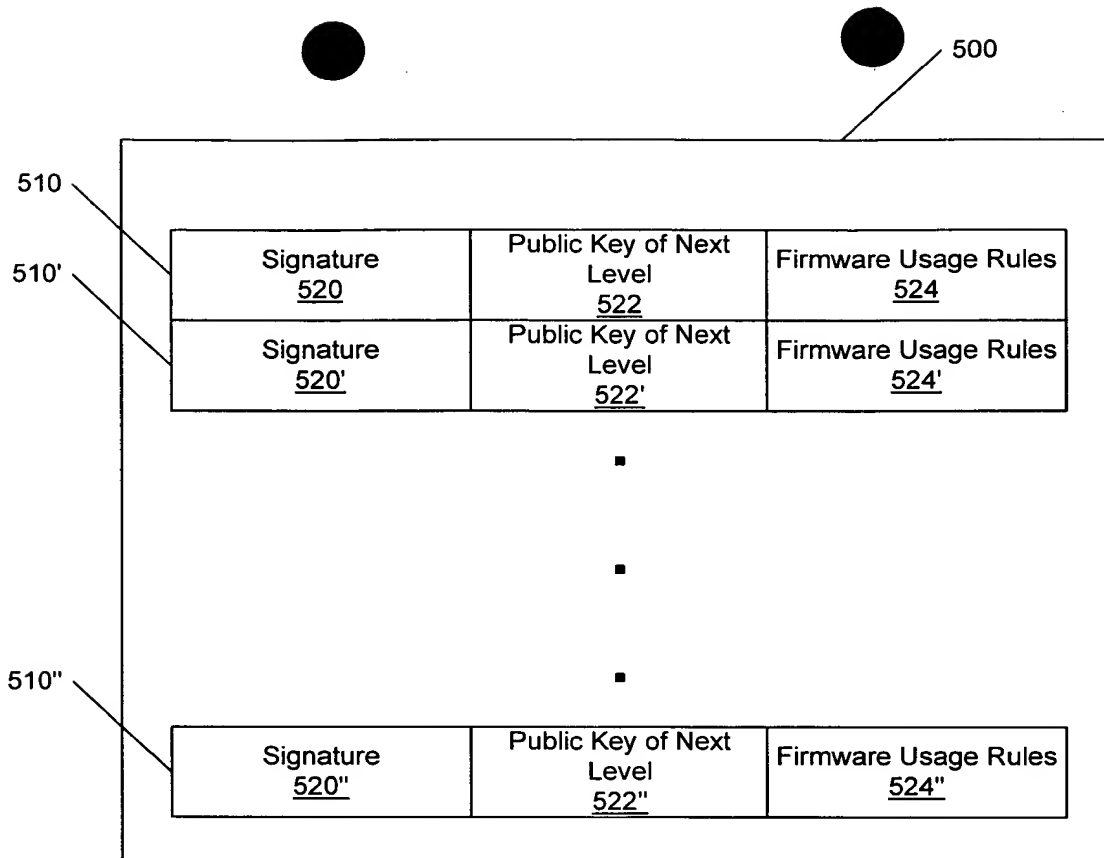 500
510
Signature
520
Public Key of Next
Level
522
Firmware Usage Rules
524
510'
Signature
520'
Public Key of Next
Level
522'
Firmware Usage Rules
524'
510"
Signature
520"
Public Key of Next
Level
522"
Firmware Usage Rules
524"